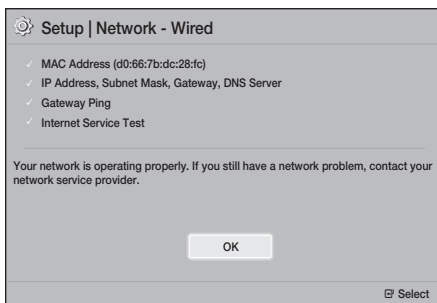 Setup | Network - Wired
MAC Address (d0:66:7b:dc:28:fc)
IP Address, Subnet Mask, Gateway, DNS Server
Gateway Ping
Internet Service Test
Your network is operating properly. If you still have a network problem, contact your
network service provider.
OK
Select